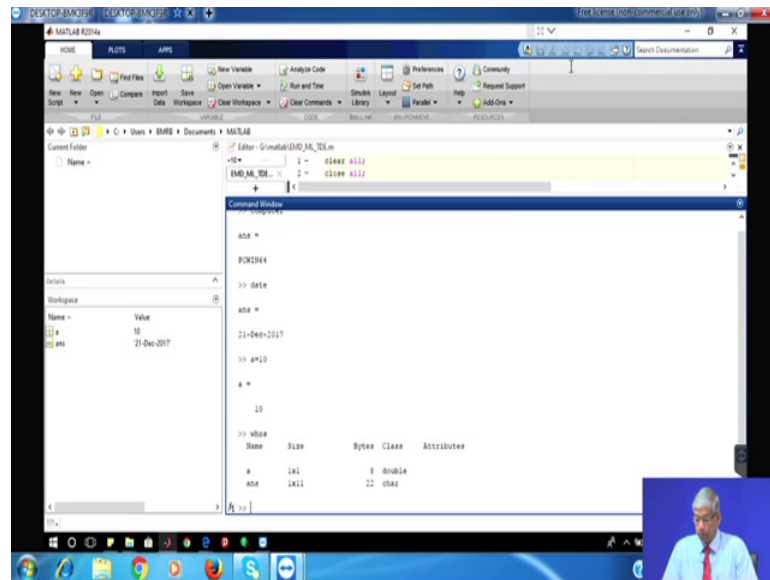 DESKTOP-8MK3F9R DESKTOP-8MK3F9R Free license (non-commercial use only)
MATLAB R2014a
HOME PLOTS APPS
Search Documentation
New Script New Open Find Files Compare Import Data Save Workspace New Variable Open Variable Clear Workspace Analyze Code Run and Time Clear Commands Simulink Library Layout Preferences Set Path Parallel Help Community Request Support Add-Ons
FILE VARIABLE CODE SIMULINK ENVIRONMENT RESOURCES
C: Users BMRB Documents MATLAB
Current Folder
Name
Editor - G:\matlab\EMD_ML_TDE.m
EMD_ML_TDE...
1 - clear all;
2 - close all;
Command Window
>> computer
ans =
PCWIN64
>> date
ans =
21-Dec-2017
>> a=10
a =
10
>> whos
Name Size Bytes Class Attributes
a 1x1 8 double
ans 1x11 22 char
fx >>
Details
Workspace
Name Value
a 10
ans '21-Dec-2017'